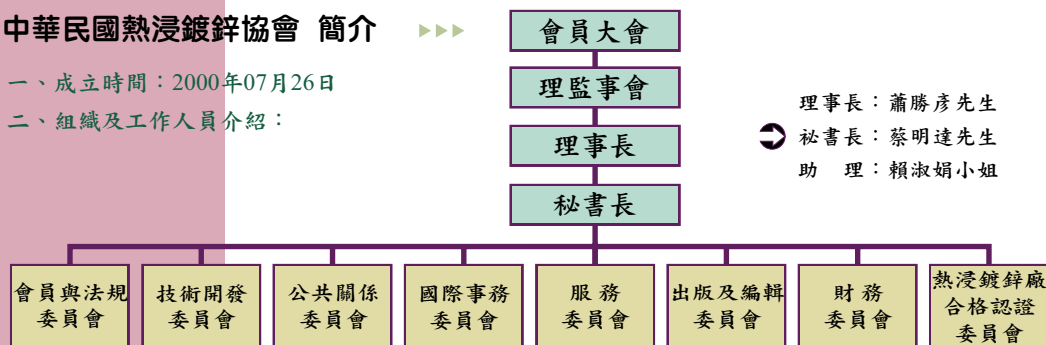 中華民國熱浸鍍鋅協會 簡介
一、成立時間：2000年07月26日
二、組織及工作人員介紹：
會員大會
理監事會
理事長
秘書長
理事長：蕭勝彥先生
祕書長：蔡明達先生
助　理：賴淑娟小姐
會員與法規
委員會
技術開發
委員會
公共關係
委員會
國際事務
委員會
服務
委員會
出版及編輯
委員會
財務
委員會
熱浸鍍鋅廠
合格認證
委員會